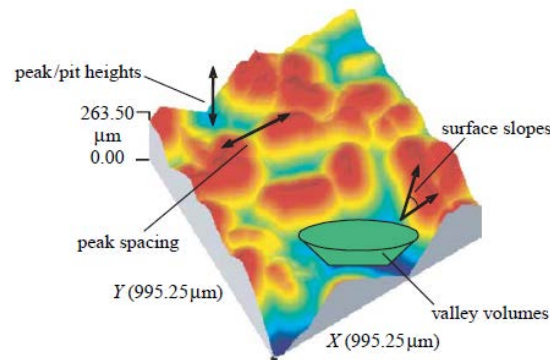 peak/pit heights
263.50
µm
0.00
surface slopes
peak spacing
Y (995.25µm)
valley volumes
X (995.25µm)